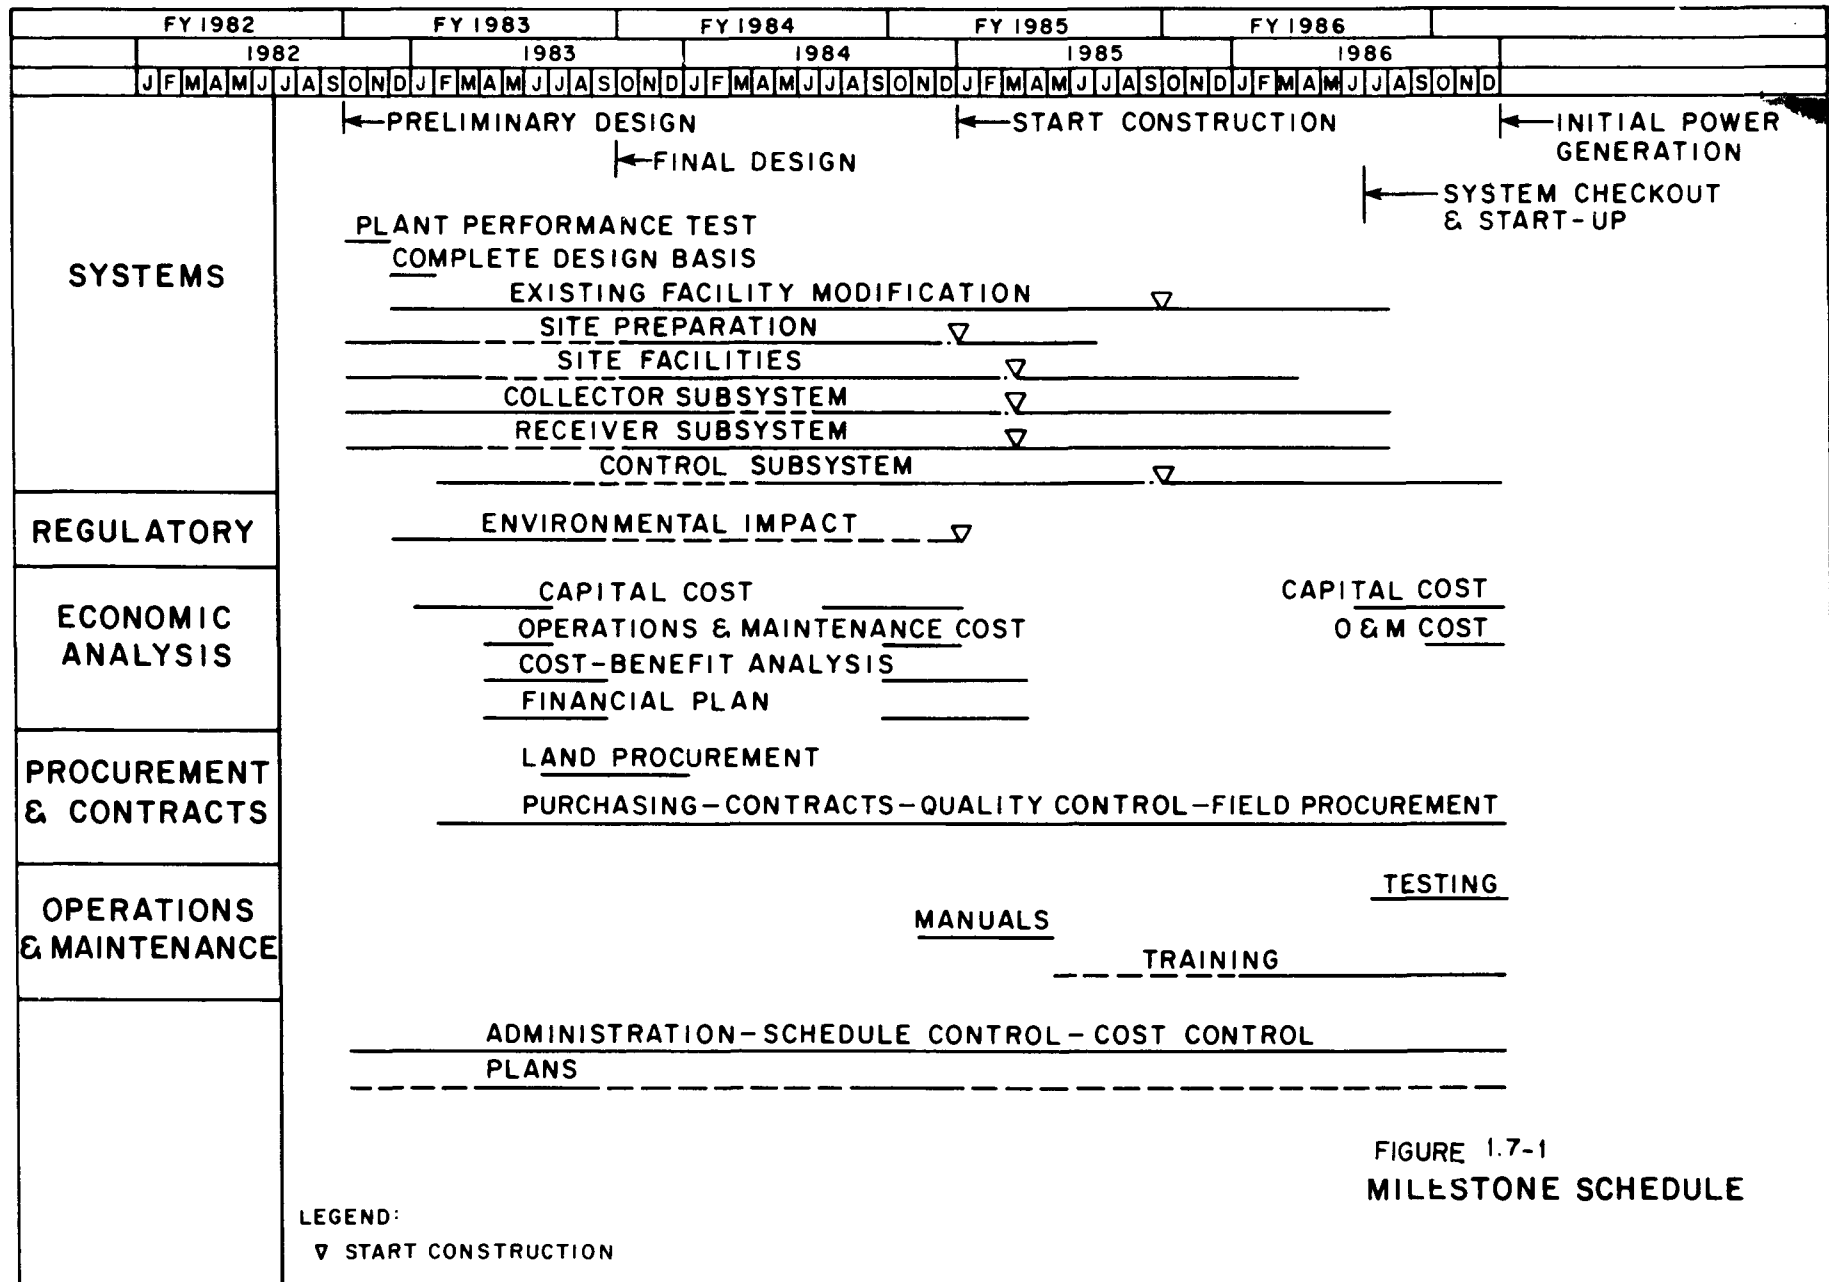 FY 1982 FY 1983 FY 1984 FY 1985 FY 1986
1982 1983 1984 1985 1986
J F M A M J J A S O N D J F M A M J J A S O N D J F M A M J J A S O N D J F M A M J J A S O N D J F M A M J J A S O N D
PRELIMINARY DESIGN
START CONSTRUCTION
INITIAL POWER
GENERATION
FINAL DESIGN
SYSTEM CHECKOUT
& START-UP
SYSTEMS
PLANT PERFORMANCE TEST
COMPLETE DESIGN BASIS
EXISTING FACILITY MODIFICATION
SITE PREPARATION
SITE FACILITIES
COLLECTOR SUBSYSTEM
RECEIVER SUBSYSTEM
CONTROL SUBSYSTEM
REGULATORY
ENVIRONMENTAL IMPACT
ECONOMIC
ANALYSIS
CAPITAL COST
CAPITAL COST
OPERATIONS & MAINTENANCE COST
O & M COST
COST-BENEFIT ANALYSIS
FINANCIAL PLAN
PROCUREMENT
& CONTRACTS
LAND PROCUREMENT
PURCHASING-CONTRACTS-QUALITY CONTROL-FIELD PROCUREMENT
OPERATIONS
& MAINTENANCE
TESTING
MANUALS
TRAINING
ADMINISTRATION-SCHEDULE CONTROL-COST CONTROL
PLANS
FIGURE 1.7-1
MILESTONE SCHEDULE
LEGEND:
▽ START CONSTRUCTION